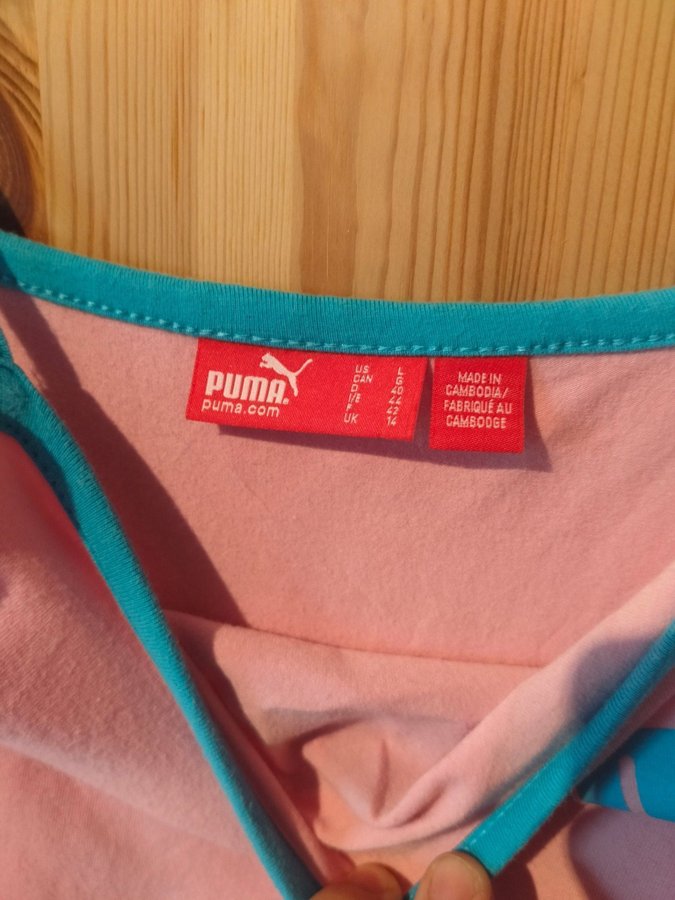 PUMA®
puma.com
US L
CAN G
D 40
I/E 44
F 42
UK 14
MADE IN
CAMBODIA/
FABRIQUÉ AU
CAMBODGE